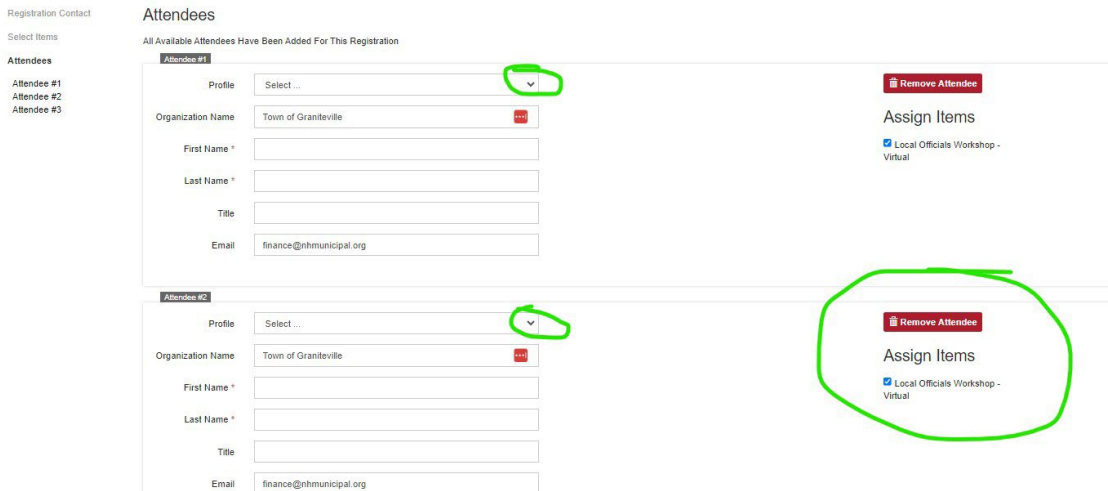 Registration Contact
Select Items
Attendees
Attendee #1
Attendee #2
Attendee #3
Attendees
All Available Attendees Have Been Added For This Registration
Attendee #1
Profile Select ...
Organization Name Town of Graniteville
First Name *
Last Name *
Title
Email finance@nhmunicipal.org
Remove Attendee
Assign Items
Local Officials Workshop -
Virtual
Attendee #2
Profile Select ...
Organization Name Town of Graniteville
First Name *
Last Name *
Title
Email finance@nhmunicipal.org
Remove Attendee
Assign Items
Local Officials Workshop -
Virtual